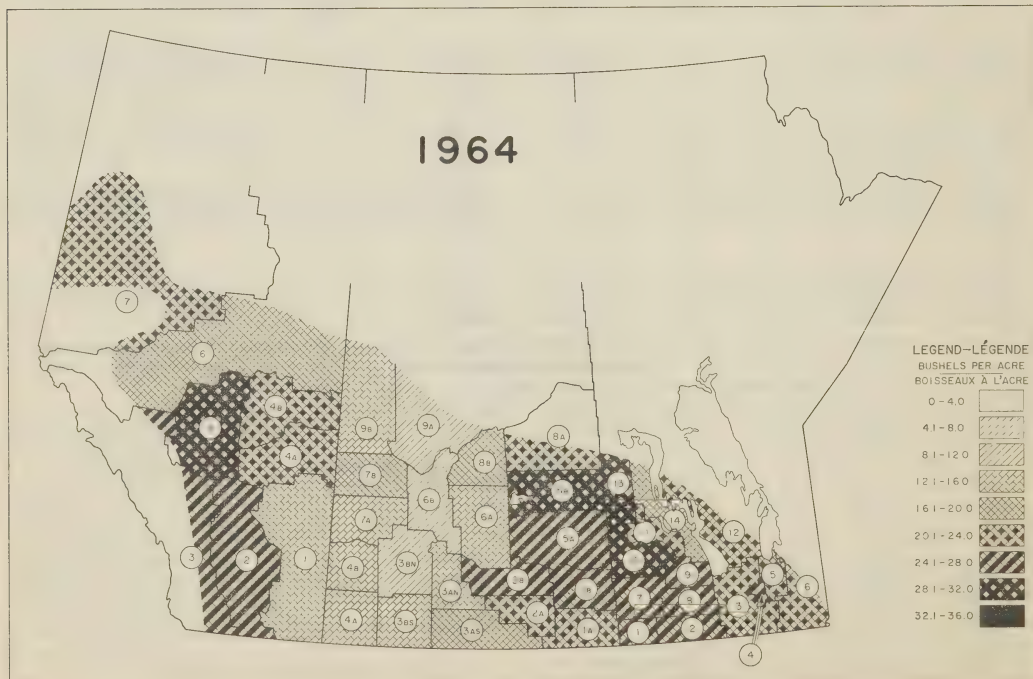 1964
LEGEND—LÉGENDE
BUSHELS PER ACRE
BOISSEAUX À L'ACRE
0-4.0
4.1-8.0
8.1-12.0
12.1-16.0
16.1-20.0
20.1-24.0
24.1-28.0
28.1-32.0
32.1-36.0
7
6
4B
4A
3
2
1
9B
9A
7B
7A
6B
4B
3BN
4A
3BS
3AN
3AS
8B
6A
8A
5A
2B
2A
1B
1A
13
14
12
7
9
8
1
2
3
5
6
4